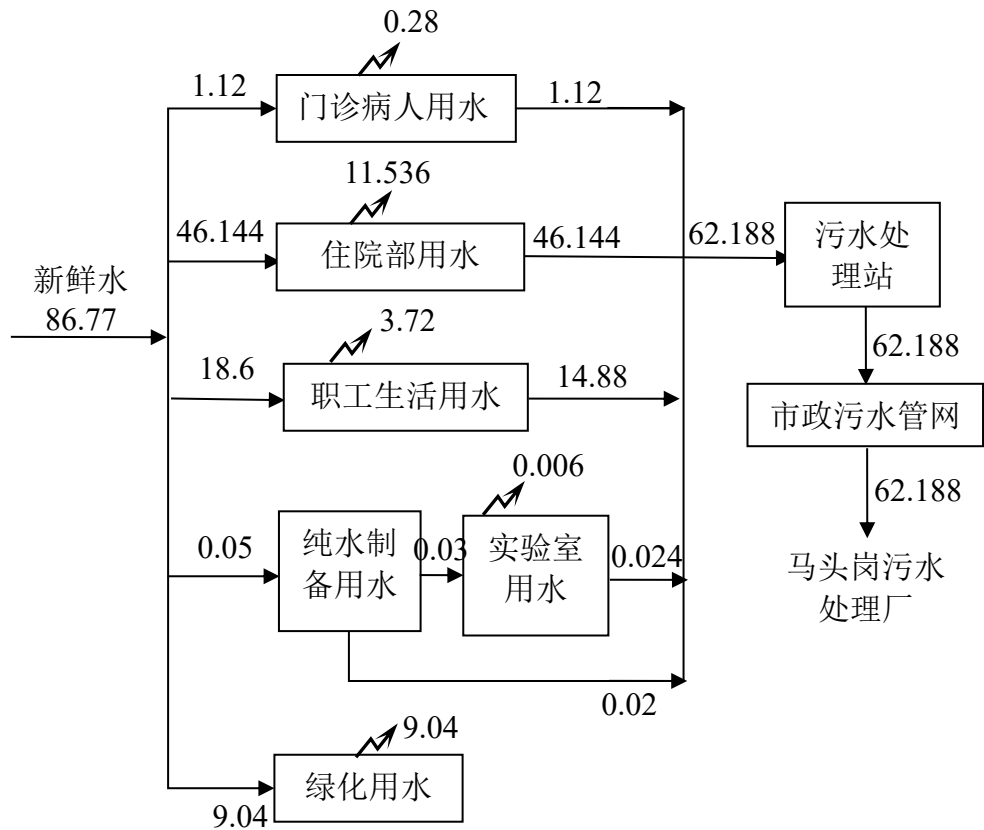 0.28
1.12
门诊病人用水
1.12
11.536
46.144
住院部用水
46.144
62.188
污水处
理站
新鲜水
86.77
3.72
18.6
职工生活用水
14.88
62.188
市政污水管网
0.006
62.188
0.05
纯水制
备用水
0.03
实验室
用水
0.024
马头岗污水
处理厂
0.02
9.04
绿化用水
9.04